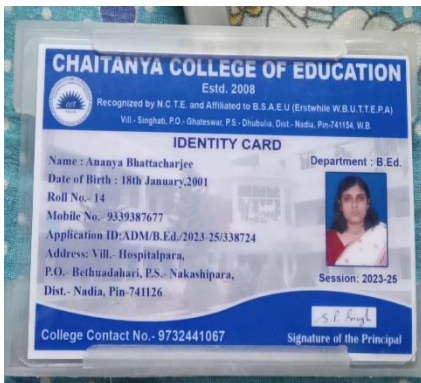 CHAITANYA COLLEGE OF EDUCATION
Estd. 2008
Recognized by N.C.T.E. and Affiliated to B.S.A.E.U (Erstwhile W.B.U.T.T.E.P.A)
Vill.- Singhati, P.O.- Ghateswar, P.S.- Dhubulia, Dist.- Nadia, Pin-741154, W.B.
IDENTITY CARD
Name : Ananya Bhattacharjee
Department : B.Ed.
Date of Birth : 18th January,2001
Roll No.- 14
Mobile No.- 9339387677
Application ID:ADM/B.Ed./2023-25/338724
Address: Vill.- Hospitalpara,
P.O.- Bethuadahari, P.S.- Nakashipara,
Dist.- Nadia, Pin-741126
Session: 2023-25
S.P. Singh
College Contact No.- 9732441067
Signature of the Principal